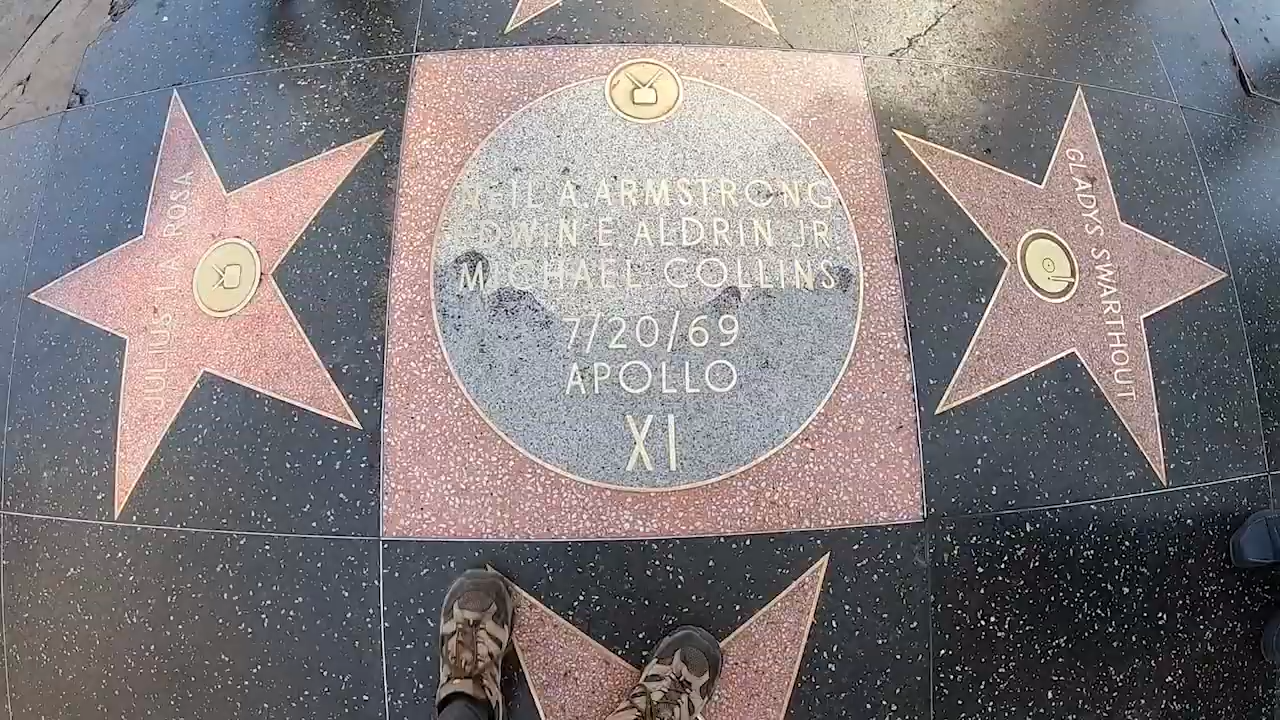 NEIL A. ARMSTRONG
EDWIN E ALDRIN JR
MICHAEL COLLINS
7/20/69
APOLLO
XI
JULIUS LA ROSA
GLADYS SWARTHOUT